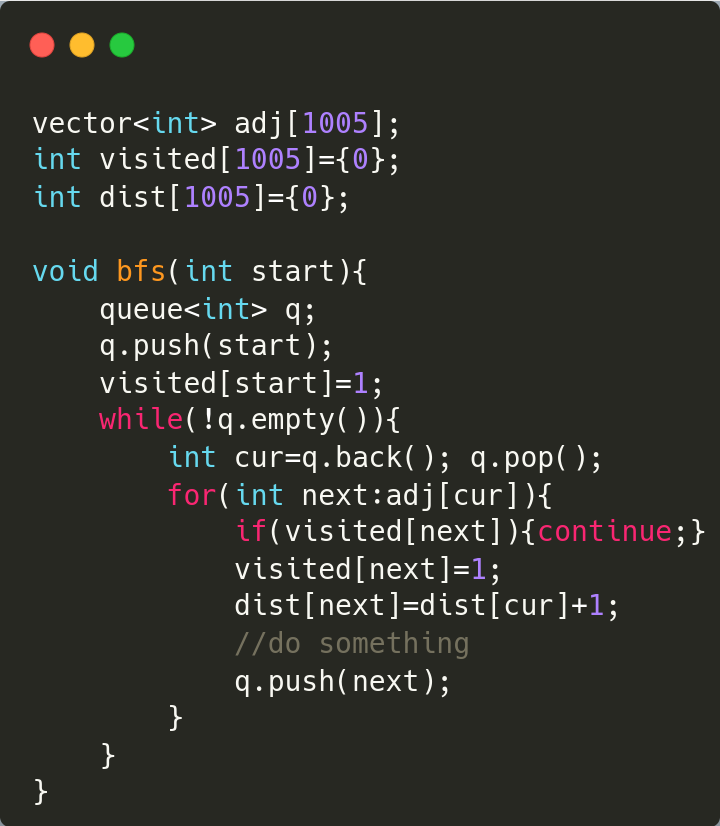 vector<int> adj[1005];
int visited[1005]={0};
int dist[1005]={0};

void bfs(int start){
    queue<int> q;
    q.push(start);
    visited[start]=1;
    while(!q.empty()){
        int cur=q.back(); q.pop();
        for(int next:adj[cur]){
            if(visited[next]){continue;}
            visited[next]=1;
            dist[next]=dist[cur]+1;
            //do something
            q.push(next);
        }
    }
}